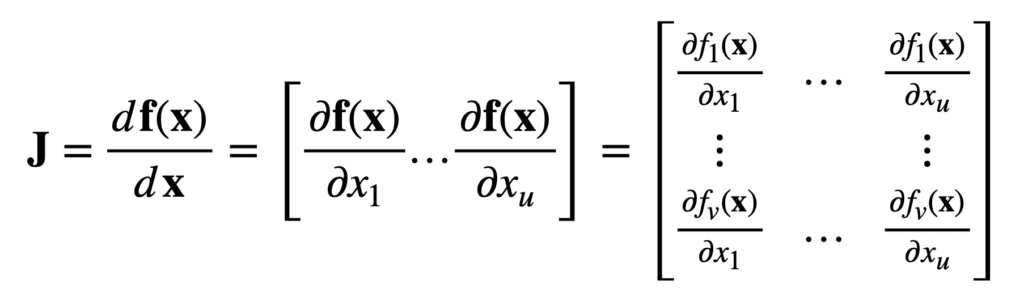 J = df(x)/dx = [∂f(x)/∂x₁ … ∂f(x)/∂xᵤ] = [∂f₁(x)/∂x₁ … ∂f₁(x)/∂xᵤ
⋮ ⋮
∂fᵥ(x)/∂x₁ … ∂fᵥ(x)/∂xᵤ]